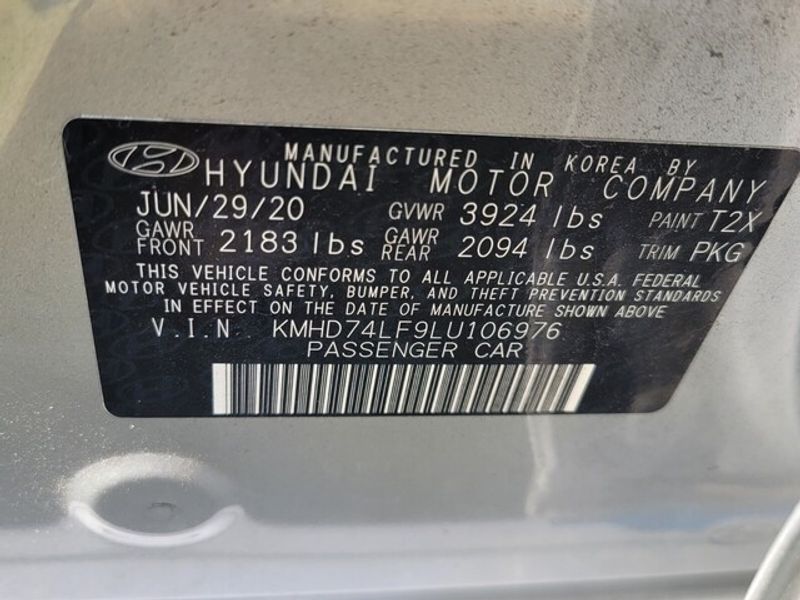 MANUFACTURED IN KOREA BY
HYUNDAI MOTOR COMPANY
JUN/29/20 GVWR 3924 lbs PAINT T2X
GAWR FRONT 2183 lbs GAWR REAR 2094 lbs TRIM PKG
THIS VEHICLE CONFORMS TO ALL APPLICABLE U.S.A. FEDERAL
MOTOR VEHICLE SAFETY, BUMPER, AND THEFT PREVENTION STANDARDS
IN EFFECT ON THE DATE OF MANUFACTURE SHOWN ABOVE
V.I.N. KMHD74LF9LU106976
PASSENGER CAR